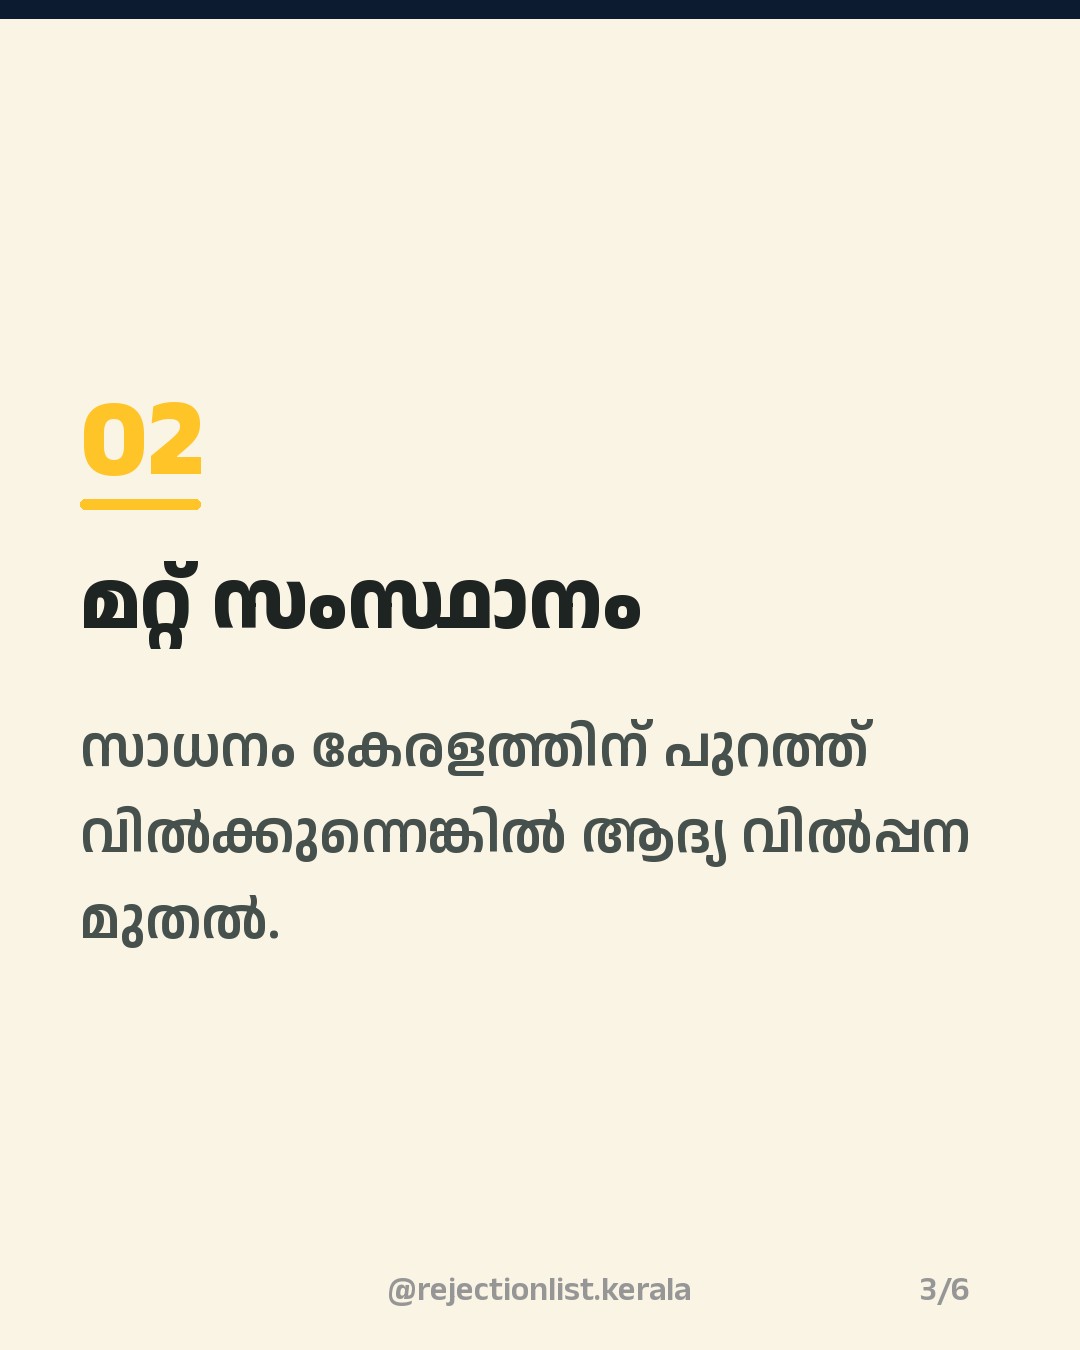 02
മറ്റ് സംസ്ഥാനം
സാധനം കേരളത്തിന് പുറത്ത്
വിൽക്കുന്നെങ്കിൽ ആദ്യ വിൽപ്പന
മുതൽ.
@rejectionlist.kerala
3/6